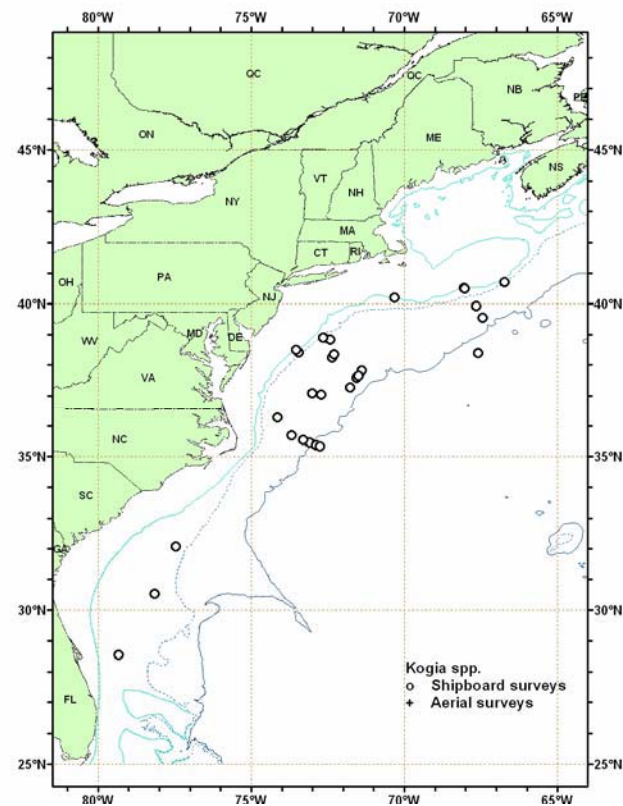 80°W 75°W 70°W 65°W
QC
QC
NB
PE
ON
ME
45°N 45°N
NS
VT
NH
NY
MA
CT RI
PA
OH
NJ
40°N 40°N
MD DE
WV
VA
NC
35°N 35°N
SC
GA
30°N 30°N
Kogia spp.
Shipboard surveys
Aerial surveys
FL
25°N 25°N
80°W 75°W 70°W 65°W